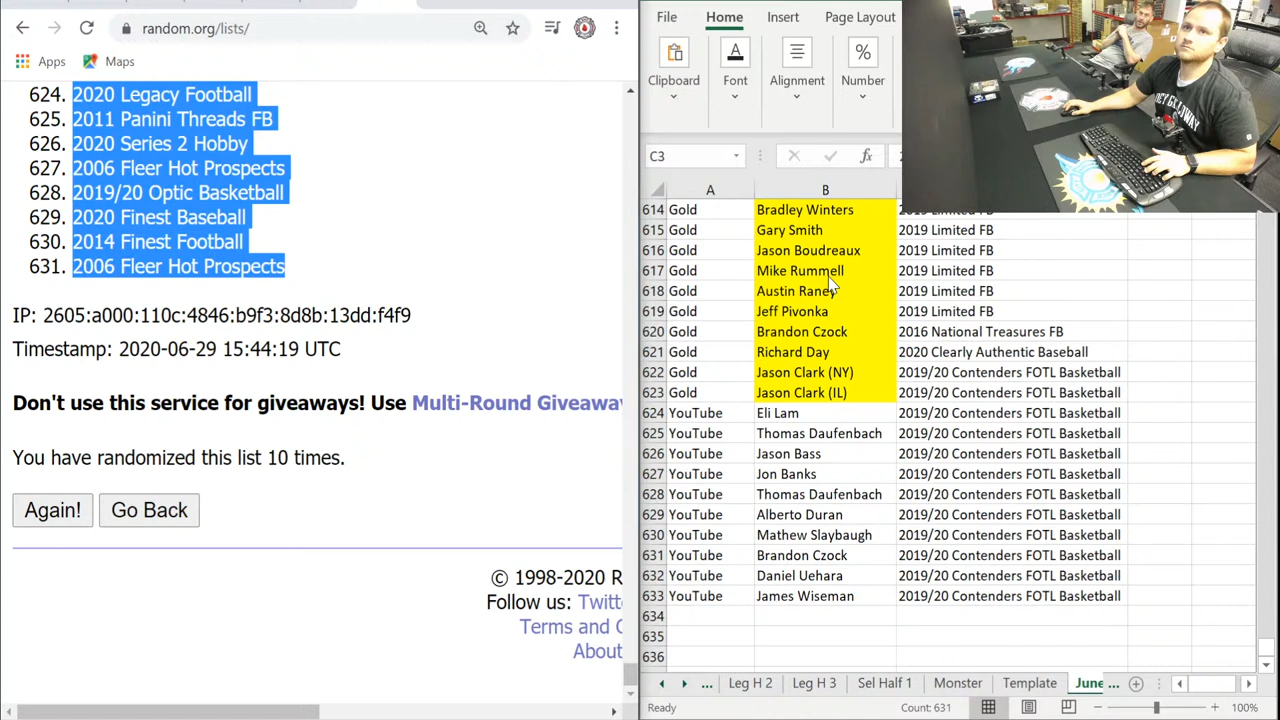 random.org/lists/
Apps Maps
624. 2020 Legacy Football
625. 2011 Panini Threads FB
626. 2020 Series 2 Hobby
627. 2006 Fleer Hot Prospects
628. 2019/20 Optic Basketball
629. 2020 Finest Baseball
630. 2014 Finest Football
631. 2006 Fleer Hot Prospects
IP: 2605:a000:110c:4846:b9f3:8d8b:13dd:f4f9
Timestamp: 2020-06-29 15:44:19 UTC
Don't use this service for giveaways! Use Multi-Round Giveaway
You have randomized this list 10 times.
Again! Go Back
© 1998-2020 R
Follow us: Twitt
Terms and C
About
File Home Insert Page Layout
Clipboard Font Alignment Number
C3 fx
A B
614 Gold Bradley Winters 2019 Limited FB
615 Gold Gary Smith 2019 Limited FB
616 Gold Jason Boudreaux 2019 Limited FB
617 Gold Mike Rummell 2019 Limited FB
618 Gold Austin Raney 2019 Limited FB
619 Gold Jeff Pivonka 2019 Limited FB
620 Gold Brandon Czock 2016 National Treasures FB
621 Gold Richard Day 2020 Clearly Authentic Baseball
622 Gold Jason Clark (NY) 2019/20 Contenders FOTL Basketball
623 Gold Jason Clark (IL) 2019/20 Contenders FOTL Basketball
624 YouTube Eli Lam 2019/20 Contenders FOTL Basketball
625 YouTube Thomas Daufenbach 2019/20 Contenders FOTL Basketball
626 YouTube Jason Bass 2019/20 Contenders FOTL Basketball
627 YouTube Jon Banks 2019/20 Contenders FOTL Basketball
628 YouTube Thomas Daufenbach 2019/20 Contenders FOTL Basketball
629 YouTube Alberto Duran 2019/20 Contenders FOTL Basketball
630 YouTube Mathew Slaybaugh 2019/20 Contenders FOTL Basketball
631 YouTube Brandon Czock 2019/20 Contenders FOTL Basketball
632 YouTube Daniel Uehara 2019/20 Contenders FOTL Basketball
633 YouTube James Wiseman 2019/20 Contenders FOTL Basketball
634
635
636
... Leg H 2 Leg H 3 Sel Half 1 Monster Template June ...
Ready Count: 631 100%